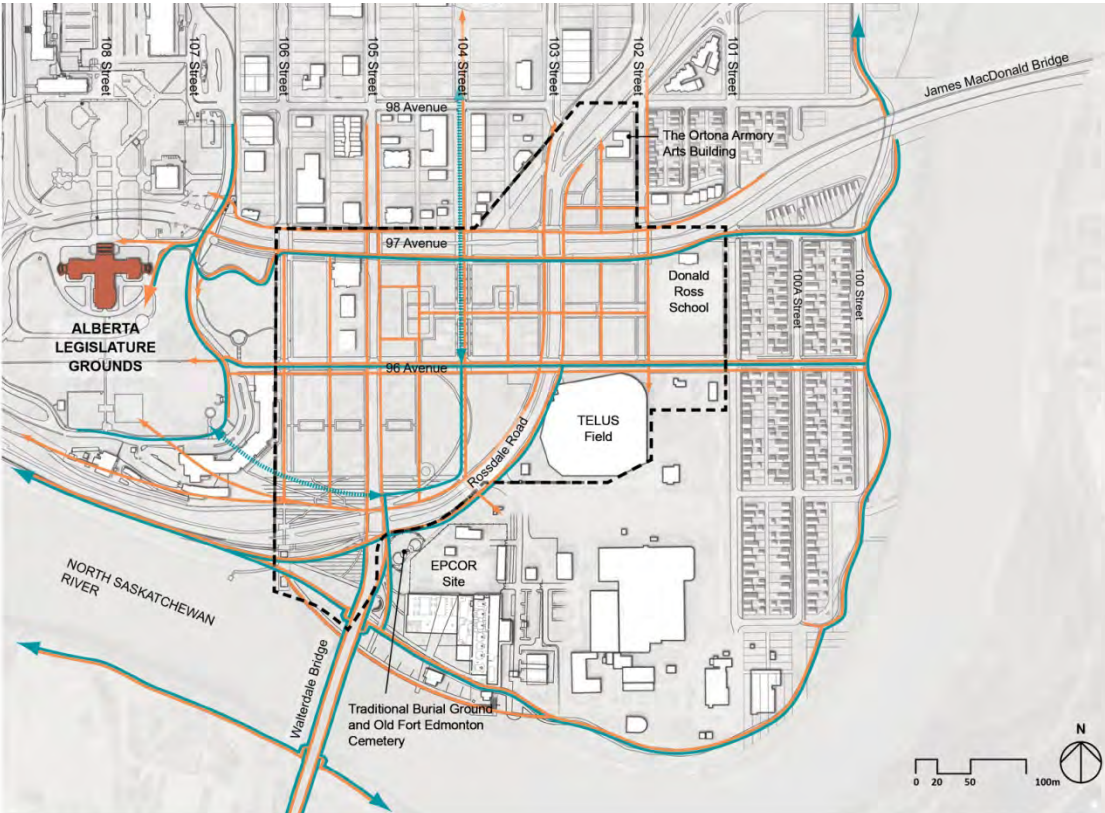 108 Street
107 Street
106 Street
105 Street
104 Street
103 Street
102 Street
101 Street
James MacDonald Bridge
98 Avenue
The Ortona Armory
Arts Building
97 Avenue
Donald
Ross
School
100A Street
100 Street
ALBERTA
LEGISLATURE
GROUNDS
96 Avenue
TELUS
Field
Rossdale Road
EPCOR
Site
NORTH SASKATCHEWAN
RIVER
Walterdale Bridge
Traditional Burial Ground
and Old Fort Edmonton
Cemetery
N
0 20 50 100m